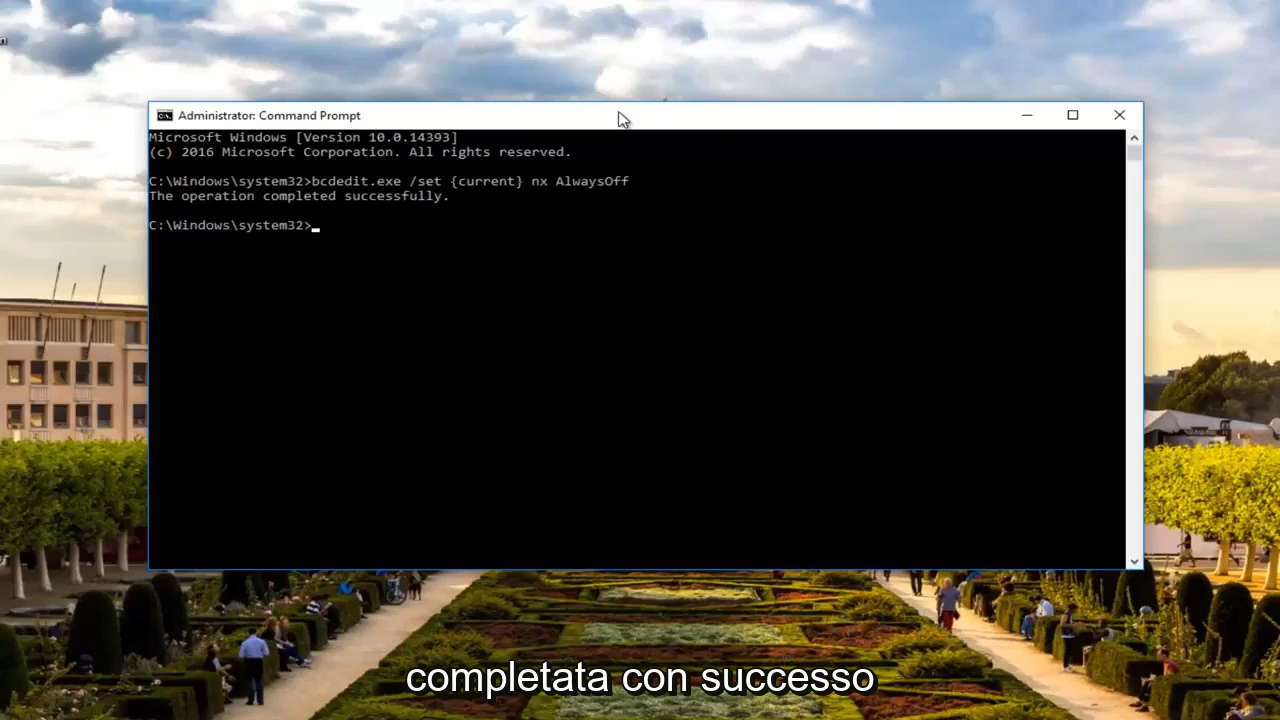 Administrator: Command Prompt
Microsoft Windows [Version 10.0.14393]
(c) 2016 Microsoft Corporation. All rights reserved.
C:\Windows\system32>bcdedit.exe /set {current} nx AlwaysOff
The operation completed successfully.
C:\Windows\system32>
completata con successo